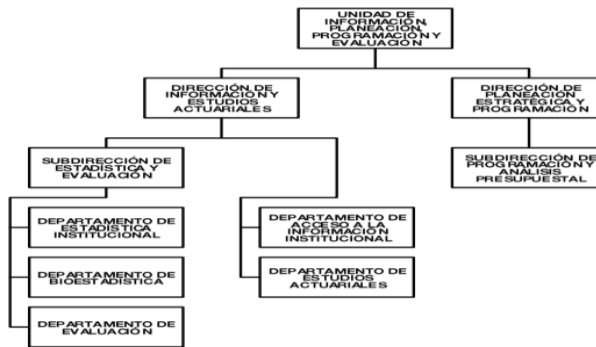 UNIDAD DE
INFORMACIÓN,
PLANEACIÓN,
PROGRAMACIÓN Y
EVALUACIÓN
DIRECCIÓN DE
INFORMACIÓN Y
ESTUDIOS
ACTUARIALES
DIRECCIÓN DE
PLANEACIÓN
ESTRATÉGICA Y
PROGRAMACIÓN
SUBDIRECCIÓN DE
ESTADÍSTICA Y
EVALUACIÓN
SUBDIRECCIÓN DE
PROGRAMACIÓN Y
ANÁLISIS
PRESUPUESTAL
DEPARTAMENTO DE
ESTADÍSTICA
INSTITUCIONAL
DEPARTAMENTO DE
ACCESO A LA
INFORMACIÓN
INSTITUCIONAL
DEPARTAMENTO DE
BIOESTADÍSTICA
DEPARTAMENTO DE
ESTUDIOS
ACTUARIALES
DEPARTAMENTO DE
EVALUACIÓN